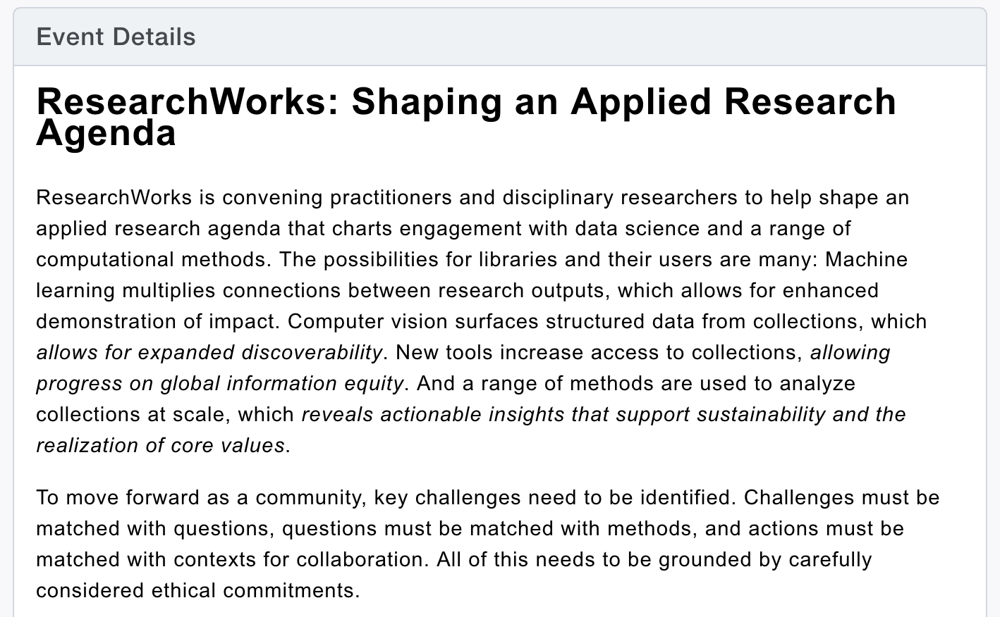 Event Details
ResearchWorks: Shaping an Applied Research
Agenda
ResearchWorks is convening practitioners and disciplinary researchers to help shape an
applied research agenda that charts engagement with data science and a range of
computational methods. The possibilities for libraries and their users are many: Machine
learning multiplies connections between research outputs, which allows for enhanced
demonstration of impact. Computer vision surfaces structured data from collections, which
allows for expanded discoverability. New tools increase access to collections, allowing
progress on global information equity. And a range of methods are used to analyze
collections at scale, which reveals actionable insights that support sustainability and the
realization of core values.
To move forward as a community, key challenges need to be identified. Challenges must be
matched with questions, questions must be matched with methods, and actions must be
matched with contexts for collaboration. All of this needs to be grounded by carefully
considered ethical commitments.